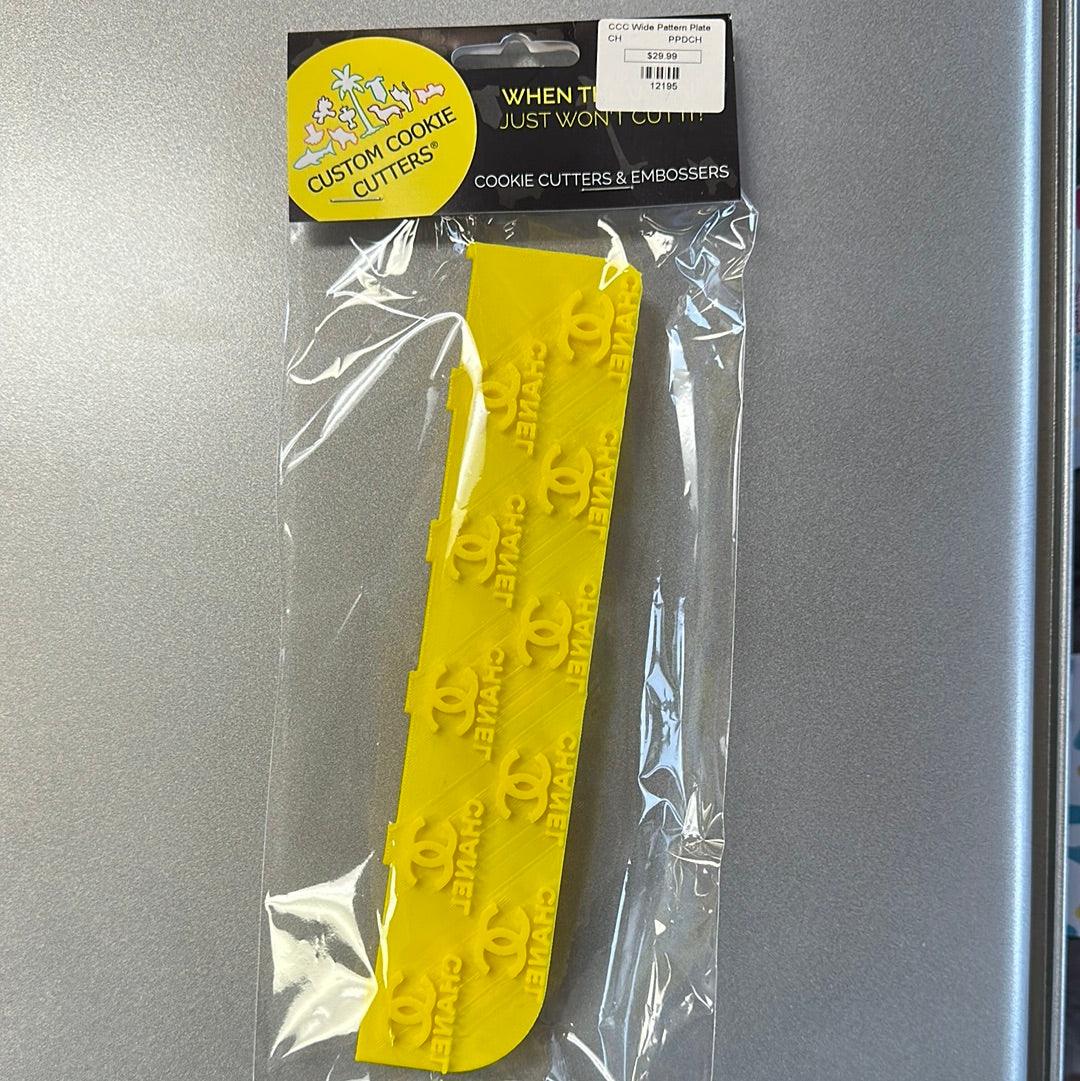 CCC Wide Pattern Plate
CH PPDCH
$29.99
12195
CUSTOM COOKIE
CUTTERS®
WHEN
JUST WON'T CUT IT!
COOKIE CUTTERS & EMBOSSERS
CHANEL
CHANEL
CHANEL
CHANEL
CHANEL
CHANEL
CHANEL
CHANEL
CHANEL
CHANEL